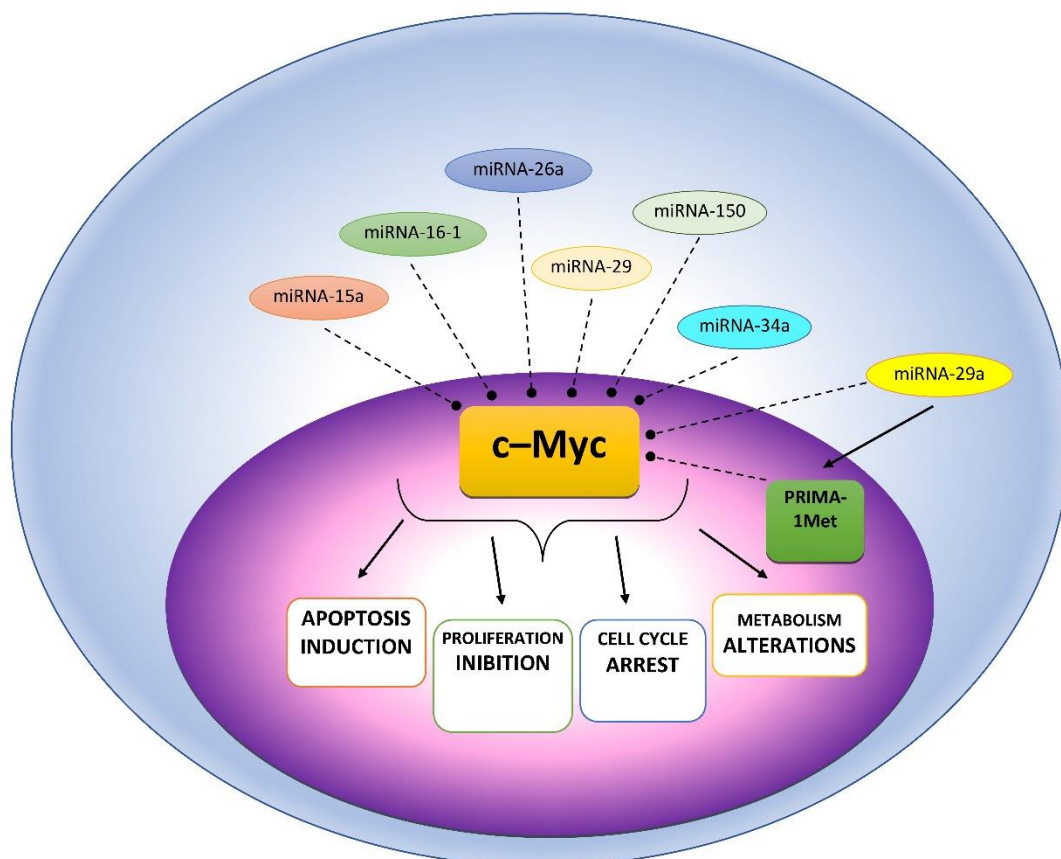 miRNA-26a
miRNA-150
miRNA-16-1
miRNA-29
miRNA-15a
miRNA-34a
miRNA-29a
c–Myc
PRIMA-
1Met
APOPTOSIS
INDUCTION
PROLIFERATION
INIBITION
CELL CYCLE
ARREST
METABOLISM
ALTERATIONS